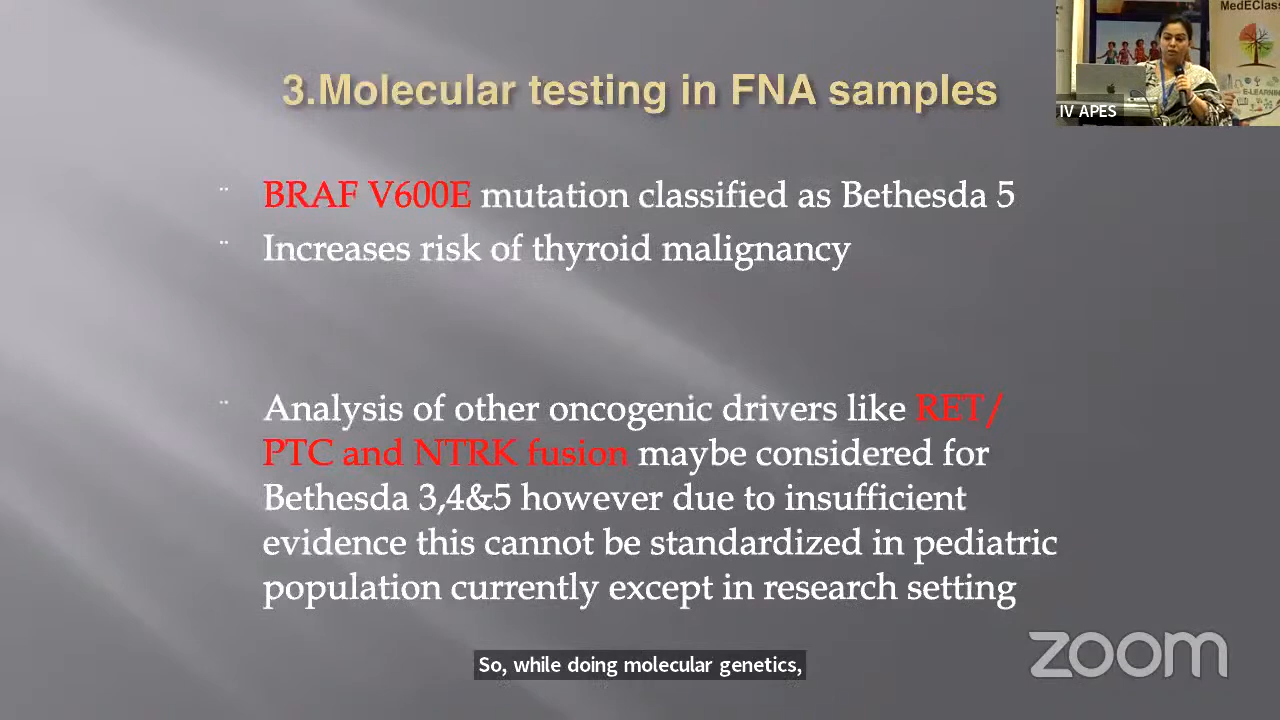 MedEClass
E-LEARNIN
IV APES
3.Molecular testing in FNA samples
¨ BRAF V600E mutation classified as Bethesda 5
¨ Increases risk of thyroid malignancy
¨ Analysis of other oncogenic drivers like RET/
PTC and NTRK fusion maybe considered for
Bethesda 3,4&5 however due to insufficient
evidence this cannot be standardized in pediatric
population currently except in research setting
So, while doing molecular genetics,
zoom